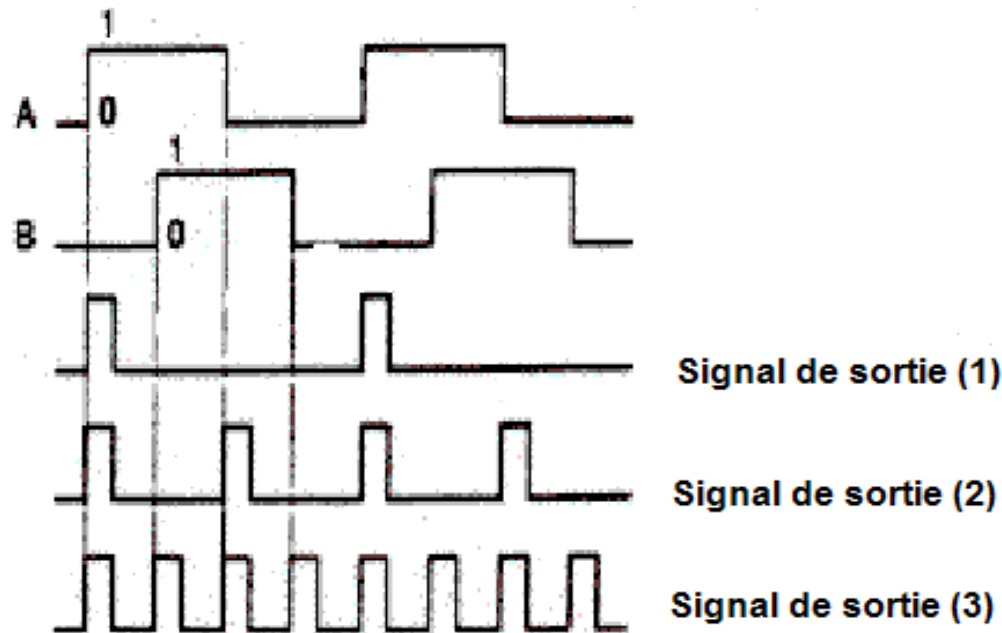 1
A
0
1
B
0
Signal de sortie (1)
Signal de sortie (2)
Signal de sortie (3)